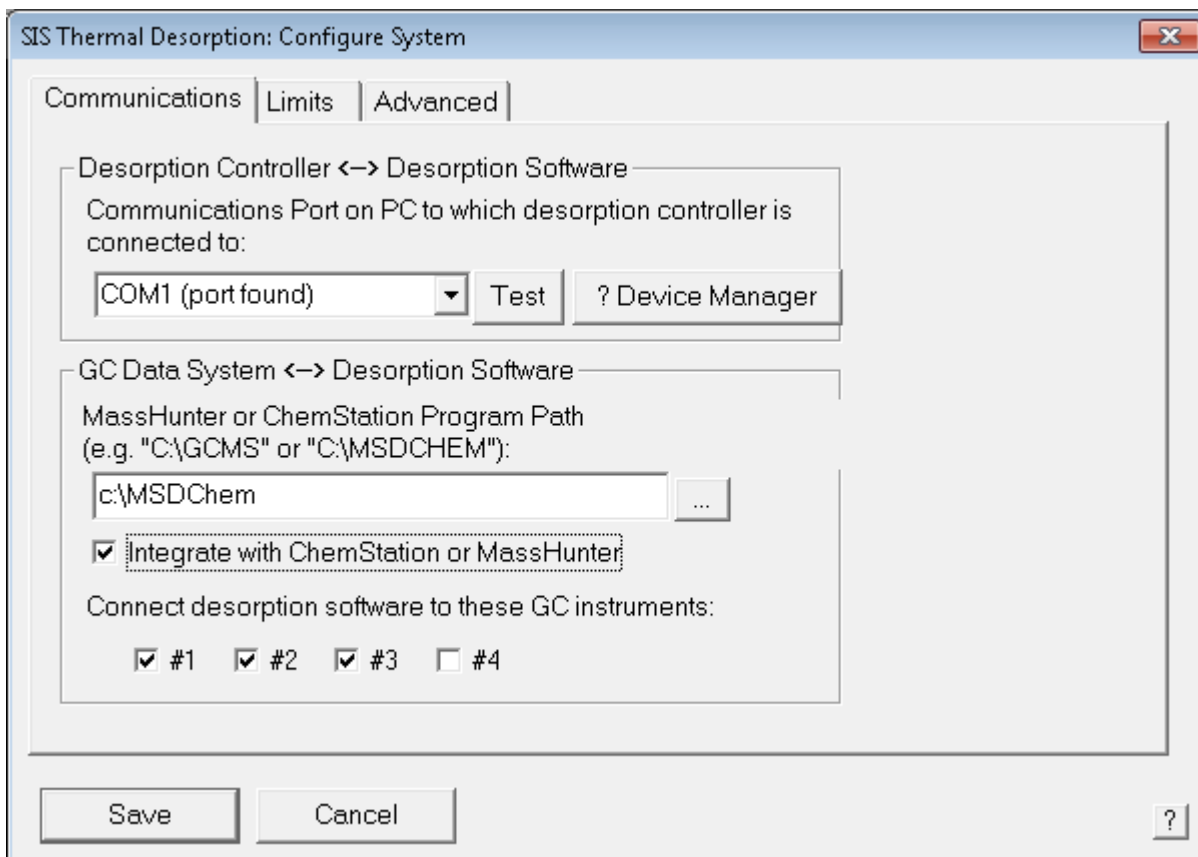 SIS Thermal Desorption: Configure System
Communications Limits Advanced
Desorption Controller <--> Desorption Software
Communications Port on PC to which desorption controller is
connected to:
COM1 (port found) Test ? Device Manager
GC Data System <--> Desorption Software
MassHunter or ChemStation Program Path
(e.g. "C:\GCMS" or "C:\MSDCHEM"):
c:\MSDChem ...
Integrate with ChemStation or MassHunter
Connect desorption software to these GC instruments:
#1 #2 #3 #4
Save Cancel ?